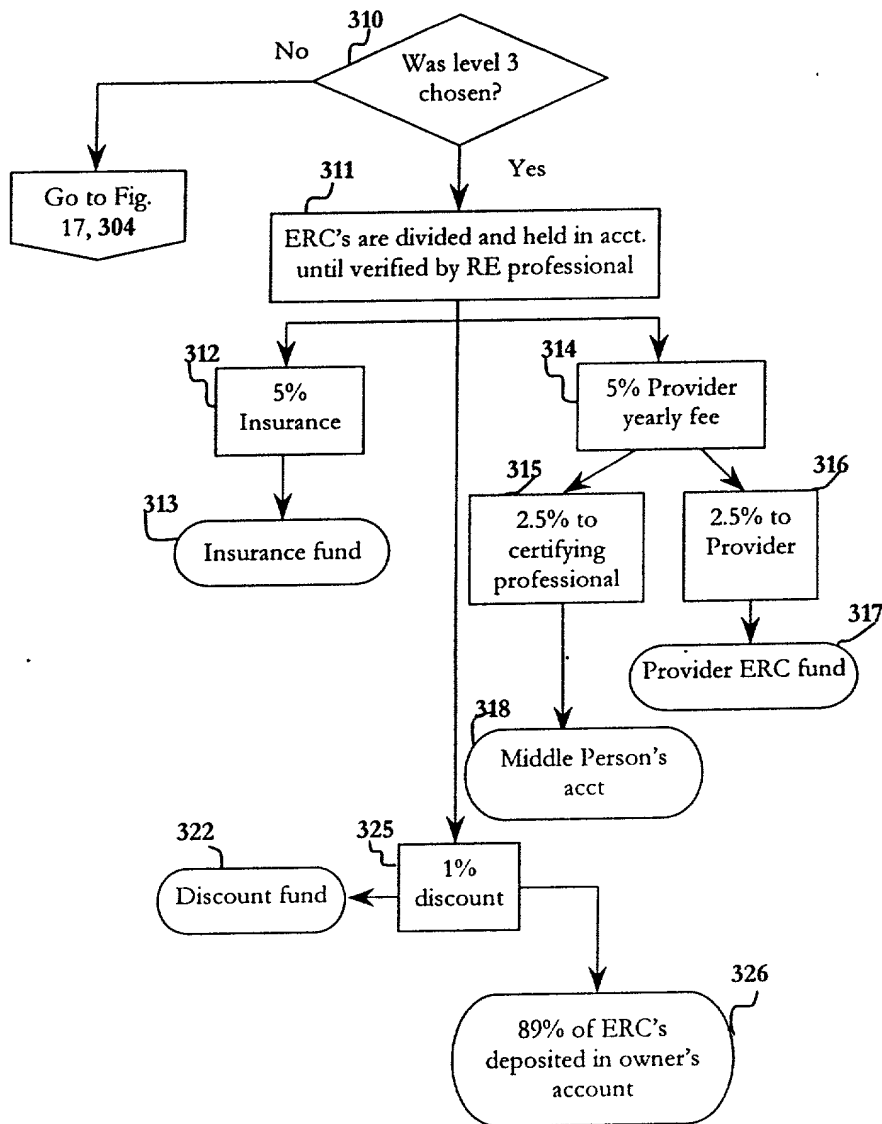 310
No
Was level 3
chosen?
Yes
Go to Fig.
17, 304
311
ERC's are divided and held in acct.
until verified by RE professional
312
5%
Insurance
314
5% Provider
yearly fee
313
Insurance fund
315
2.5% to
certifying
professional
316
2.5% to
Provider
317
Provider ERC fund
318
Middle Person's
acct
322
Discount fund
325
1%
discount
326
89% of ERC's
deposited in owner's
account